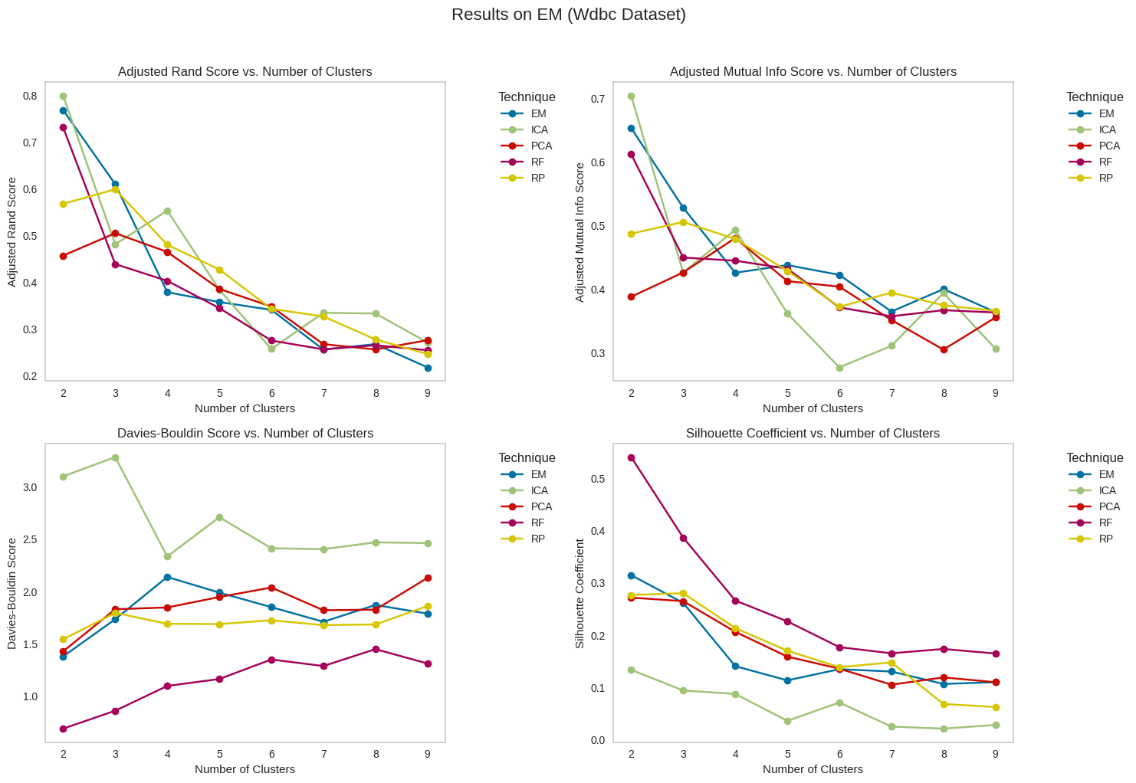 Results on EM (Wdbc Dataset)
Adjusted Rand Score vs. Number of Clusters
Adjusted Rand Score
0.8
0.7
0.6
0.5
0.4
0.3
0.2
2 3 4 5 6 7 8 9
Number of Clusters
Technique
EM
ICA
PCA
RF
RP
Adjusted Mutual Info Score vs. Number of Clusters
Adjusted Mutual Info Score
0.7
0.6
0.5
0.4
0.3
2 3 4 5 6 7 8 9
Number of Clusters
Technique
EM
ICA
PCA
RF
RP
Davies-Bouldin Score vs. Number of Clusters
Davies-Bouldin Score
3.0
2.5
2.0
1.5
1.0
2 3 4 5 6 7 8 9
Number of Clusters
Technique
EM
ICA
PCA
RF
RP
Silhouette Coefficient vs. Number of Clusters
Silhouette Coefficient
0.5
0.4
0.3
0.2
0.1
0.0
2 3 4 5 6 7 8 9
Number of Clusters
Technique
EM
ICA
PCA
RF
RP